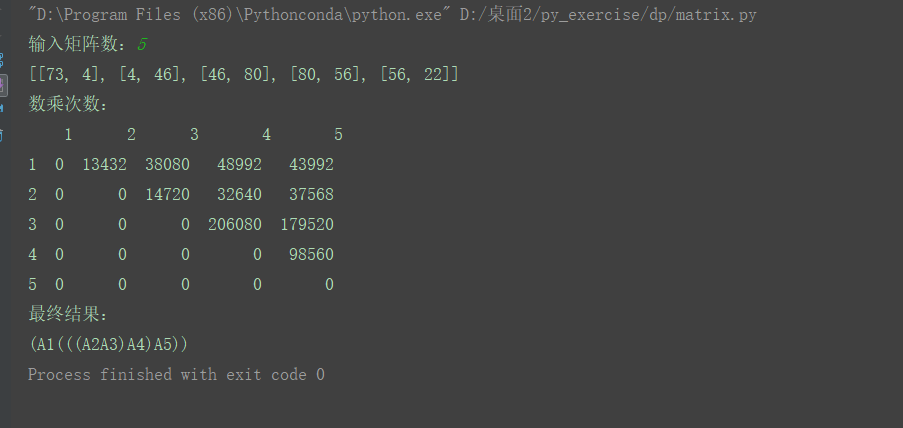 "D:\Program Files (x86)\Pythonconda\python.exe" D:/桌面2/py_exercise/dp/matrix.py
输入矩阵数：5
[[73, 4], [4, 46], [46, 80], [80, 56], [56, 22]]
数乘次数：
1 2 3 4 5
1 0 13432 38080 48992 43992
2 0 0 14720 32640 37568
3 0 0 0 206080 179520
4 0 0 0 0 98560
5 0 0 0 0 0
最终结果：
(A1(((A2A3)A4)A5))
Process finished with exit code 0